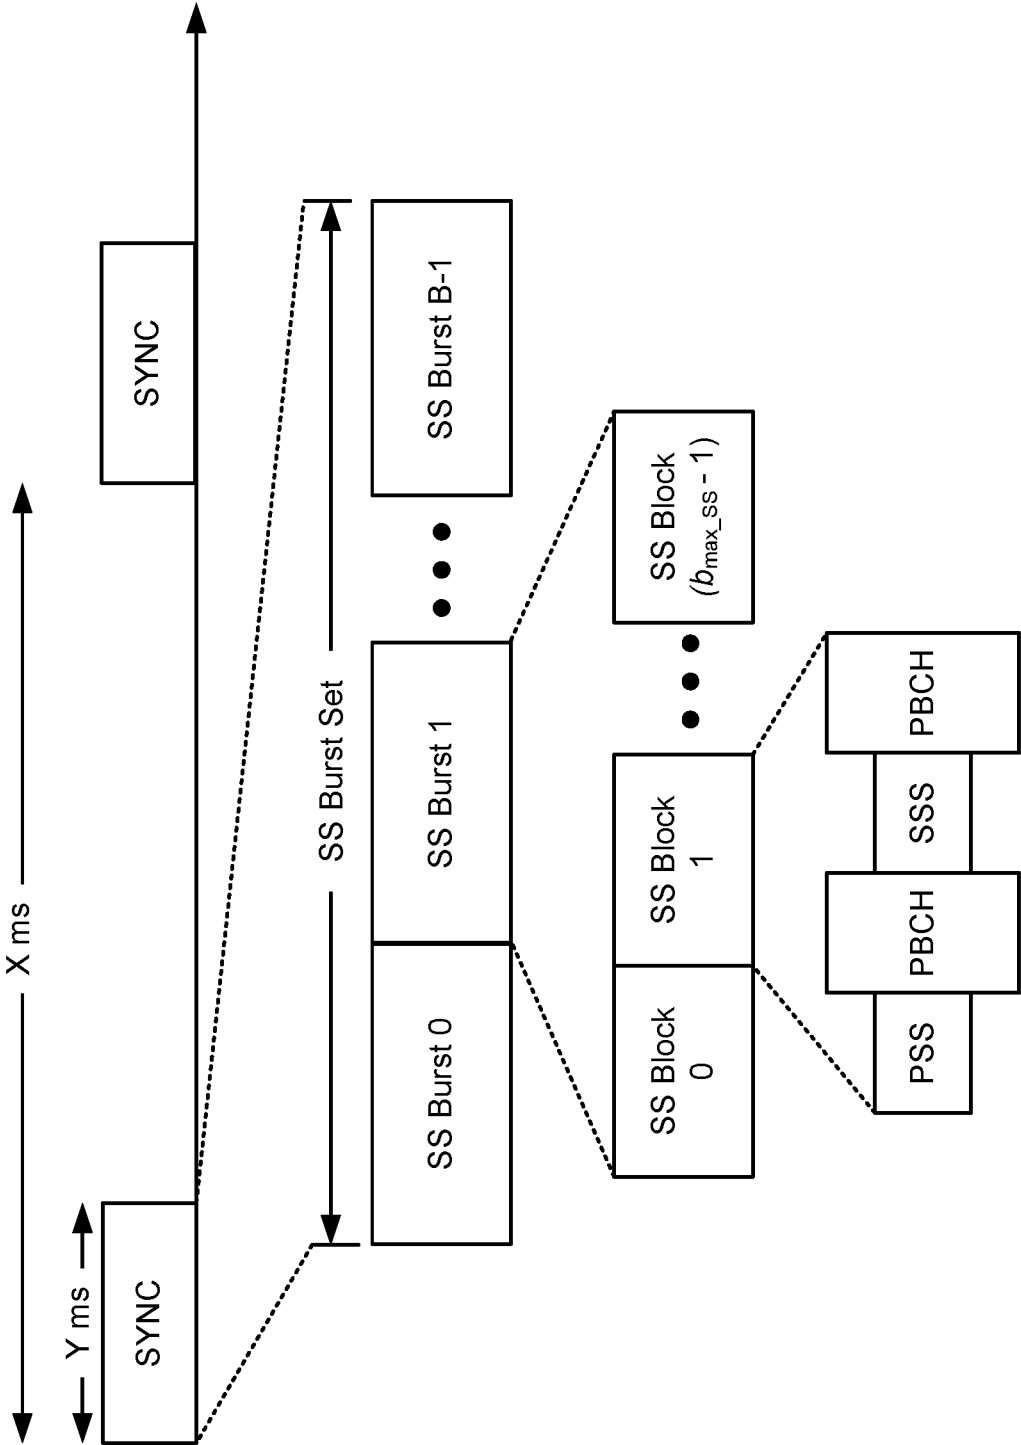 X ms
Y ms
SYNC
SYNC
SS Burst Set
SS Burst 0
SS Burst 1
SS Burst B-1
SS Block
0
SS Block
1
SS Block
(bmax_ss - 1)
PSS
PBCH
SSS
PBCH